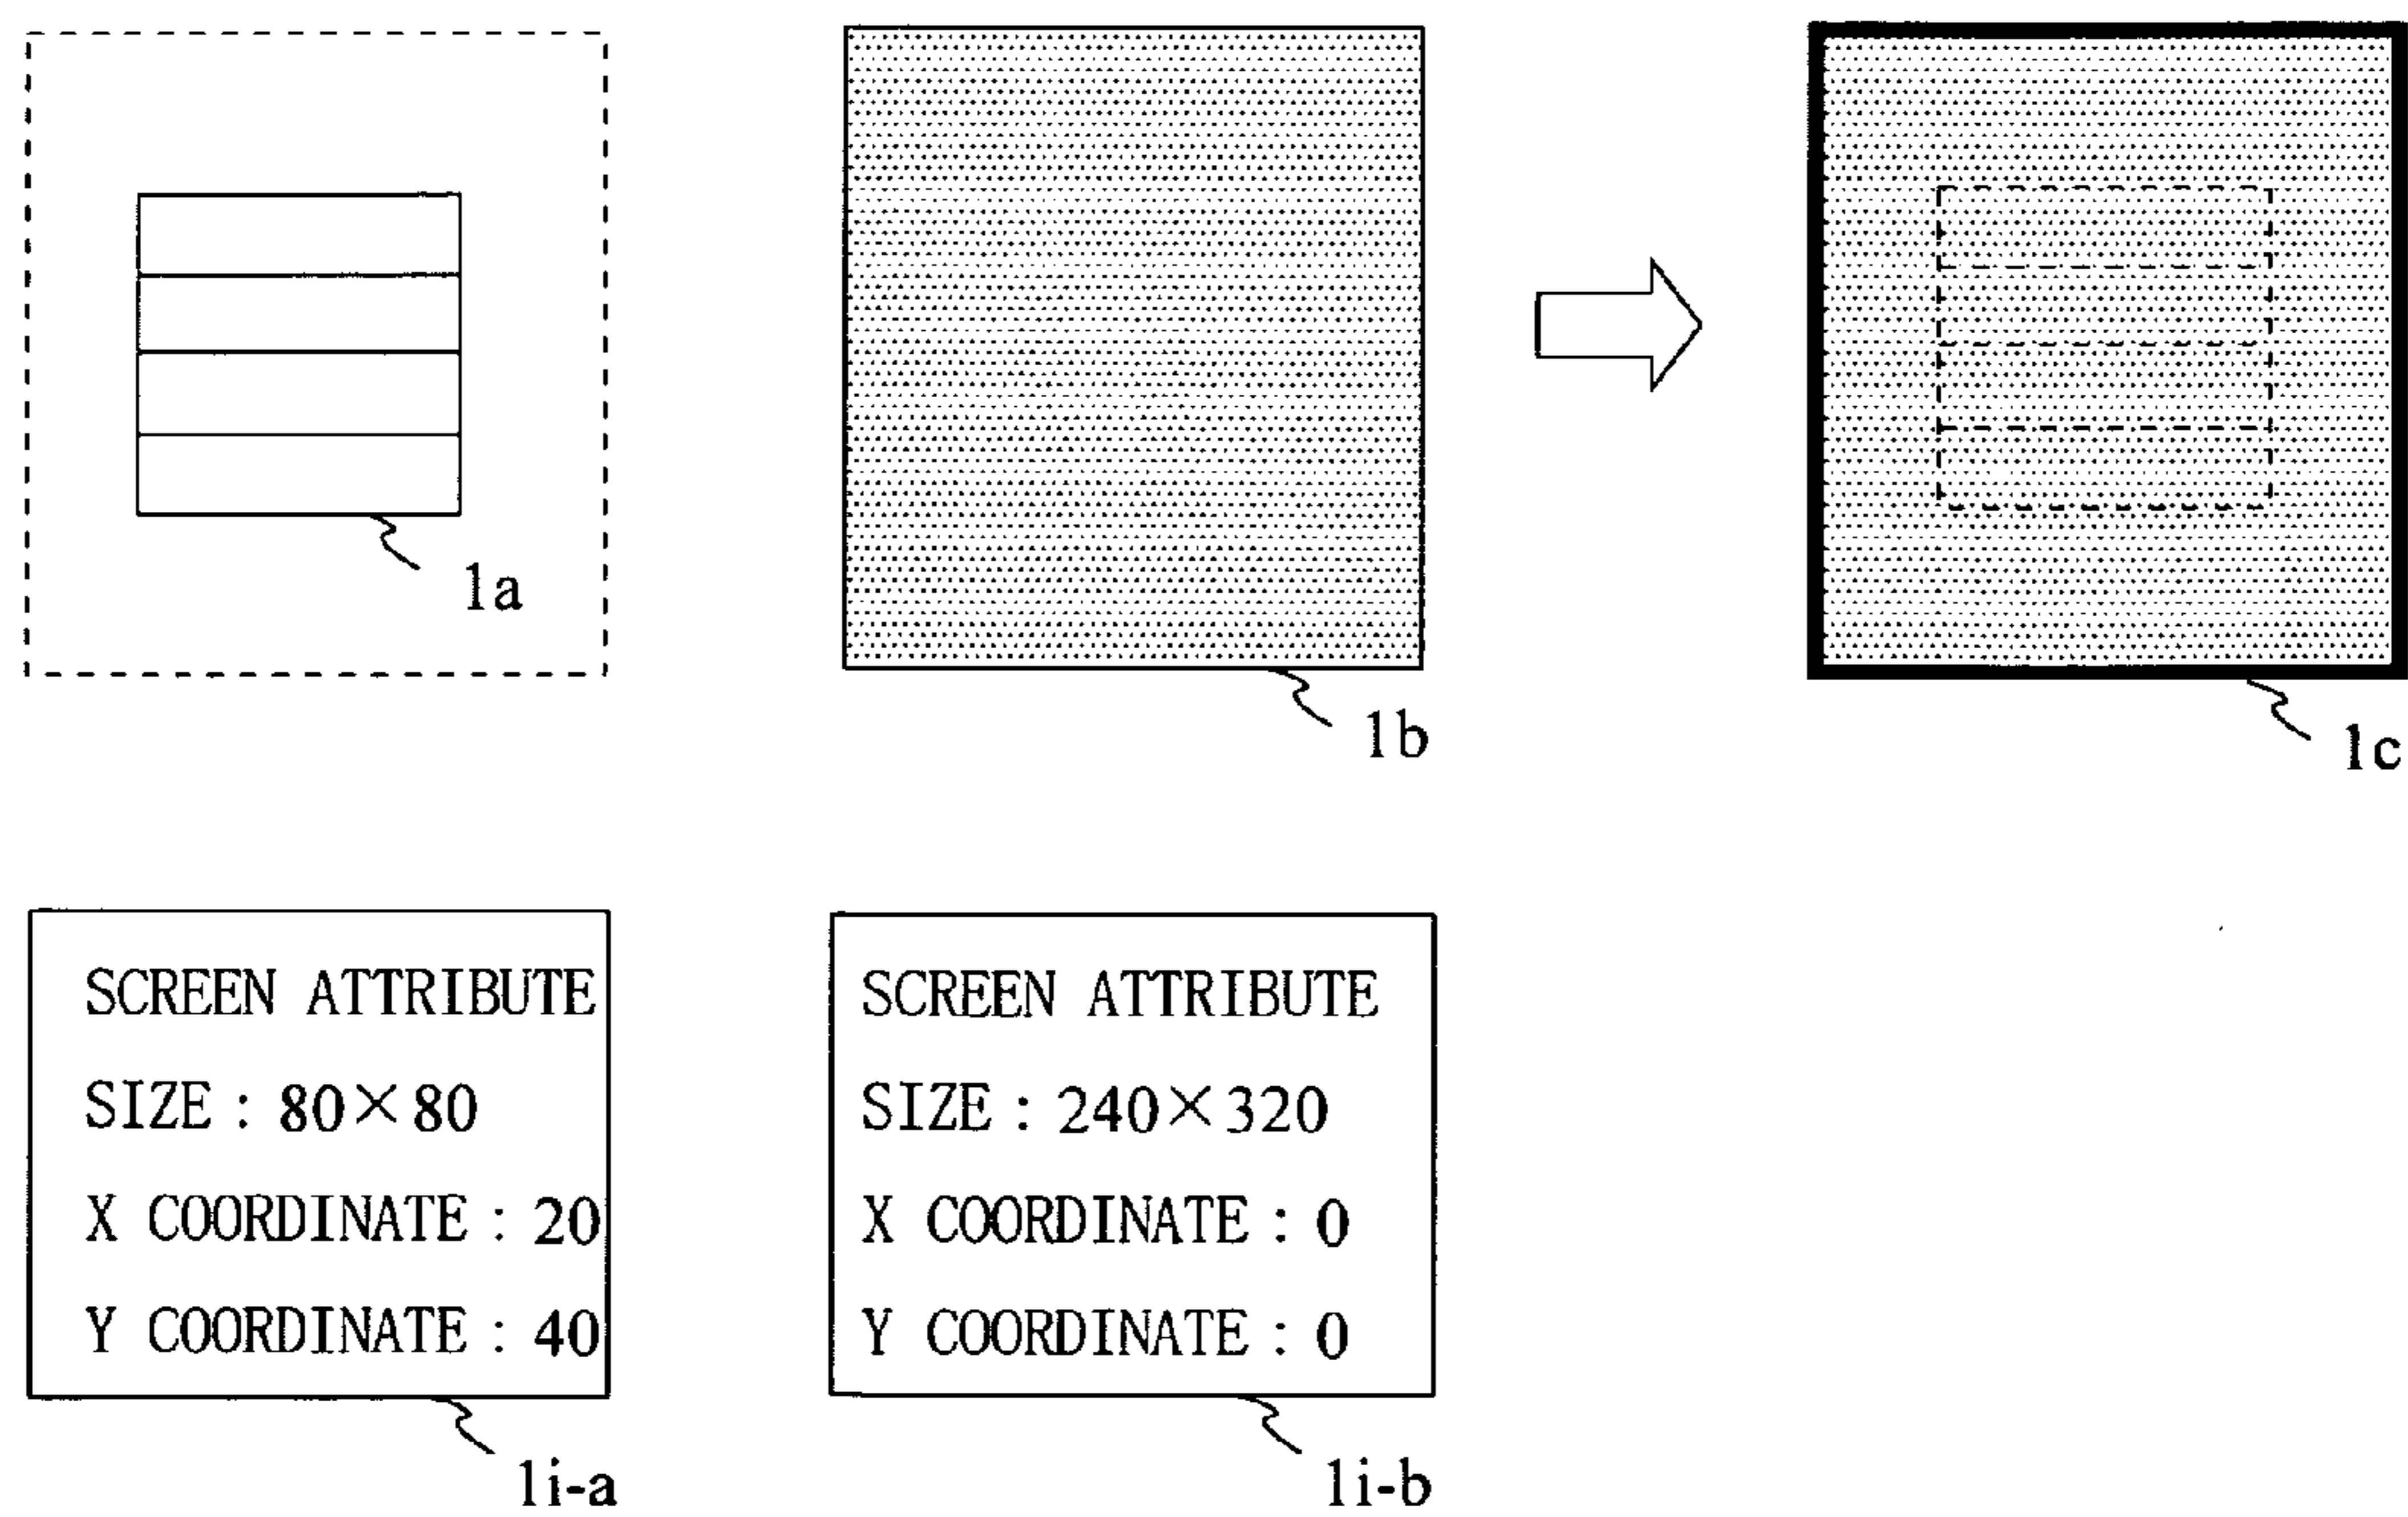 1a
1b
1c
SCREEN ATTRIBUTE
SIZE : 80×80
X COORDINATE : 20
Y COORDINATE : 40
1i-a
SCREEN ATTRIBUTE
SIZE : 240×320
X COORDINATE : 0
Y COORDINATE : 0
1i-b